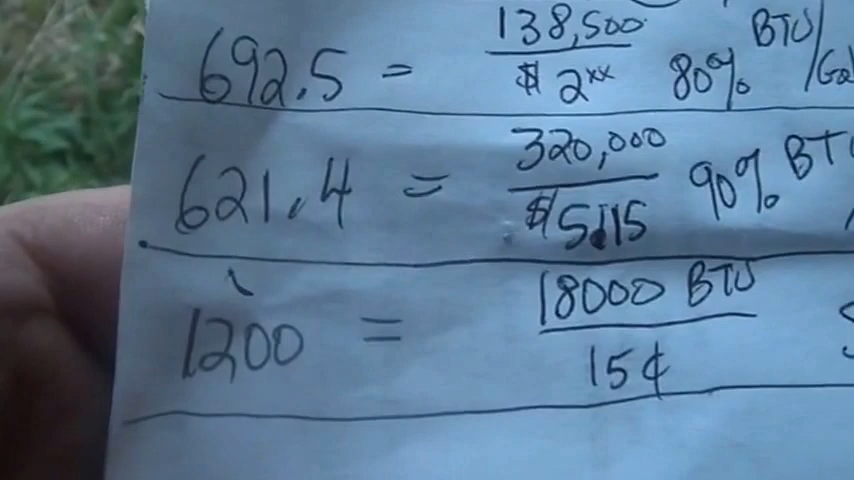 692.5 = 138,500 / $ 2xx 80% BTU/Gal
621.4 = 320,000 / $5.15 90% BTU
1200 = 18000 BTU / 15¢